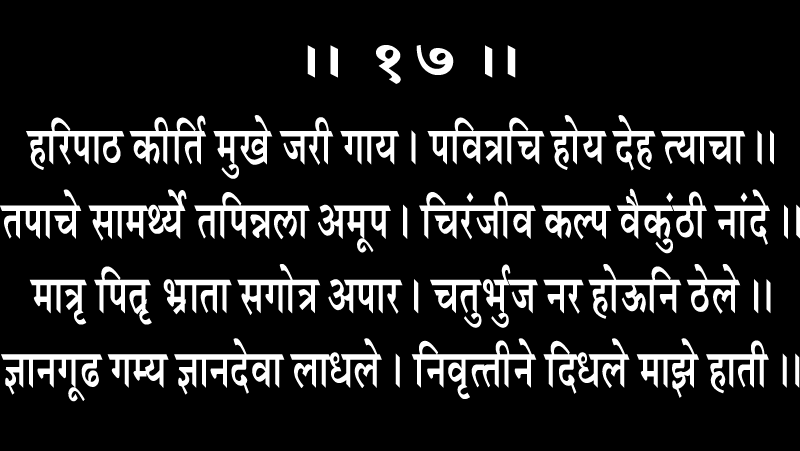 ।। १७ ।।
हरिपाठ कीर्ति मुखे जरी गाय । पवित्रचि होय देह त्याचा ।।
तपाचे सामर्थ्ये तपिन्नला अमूप । चिरंजीव कल्प वैकुंठी नांदे ।।
मात्रृ पितृ भ्राता सगोत्र अपार । चतुर्भुज नर होऊनि ठेले ।।
ज्ञानगूढ गम्य ज्ञानदेवा लाधले । निवृत्तीने दिधले माझे हाती ।।